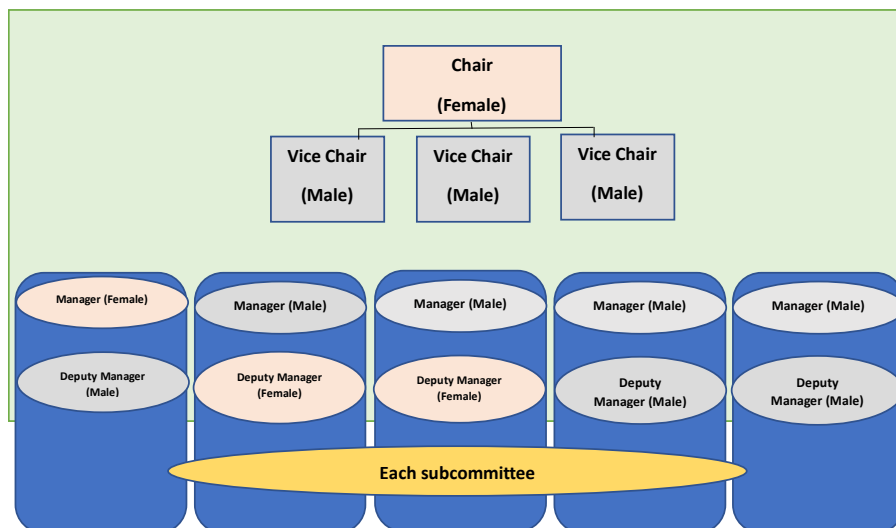 Chair
(Female)
Vice Chair
(Male)
Vice Chair
(Male)
Vice Chair
(Male)
Manager (Female)
Manager (Male)
Manager (Male)
Manager (Male)
Manager (Male)
Deputy Manager
(Male)
Deputy Manager
(Female)
Deputy Manager
(Female)
Deputy
Manager (Male)
Deputy
Manager (Male)
Each subcommittee